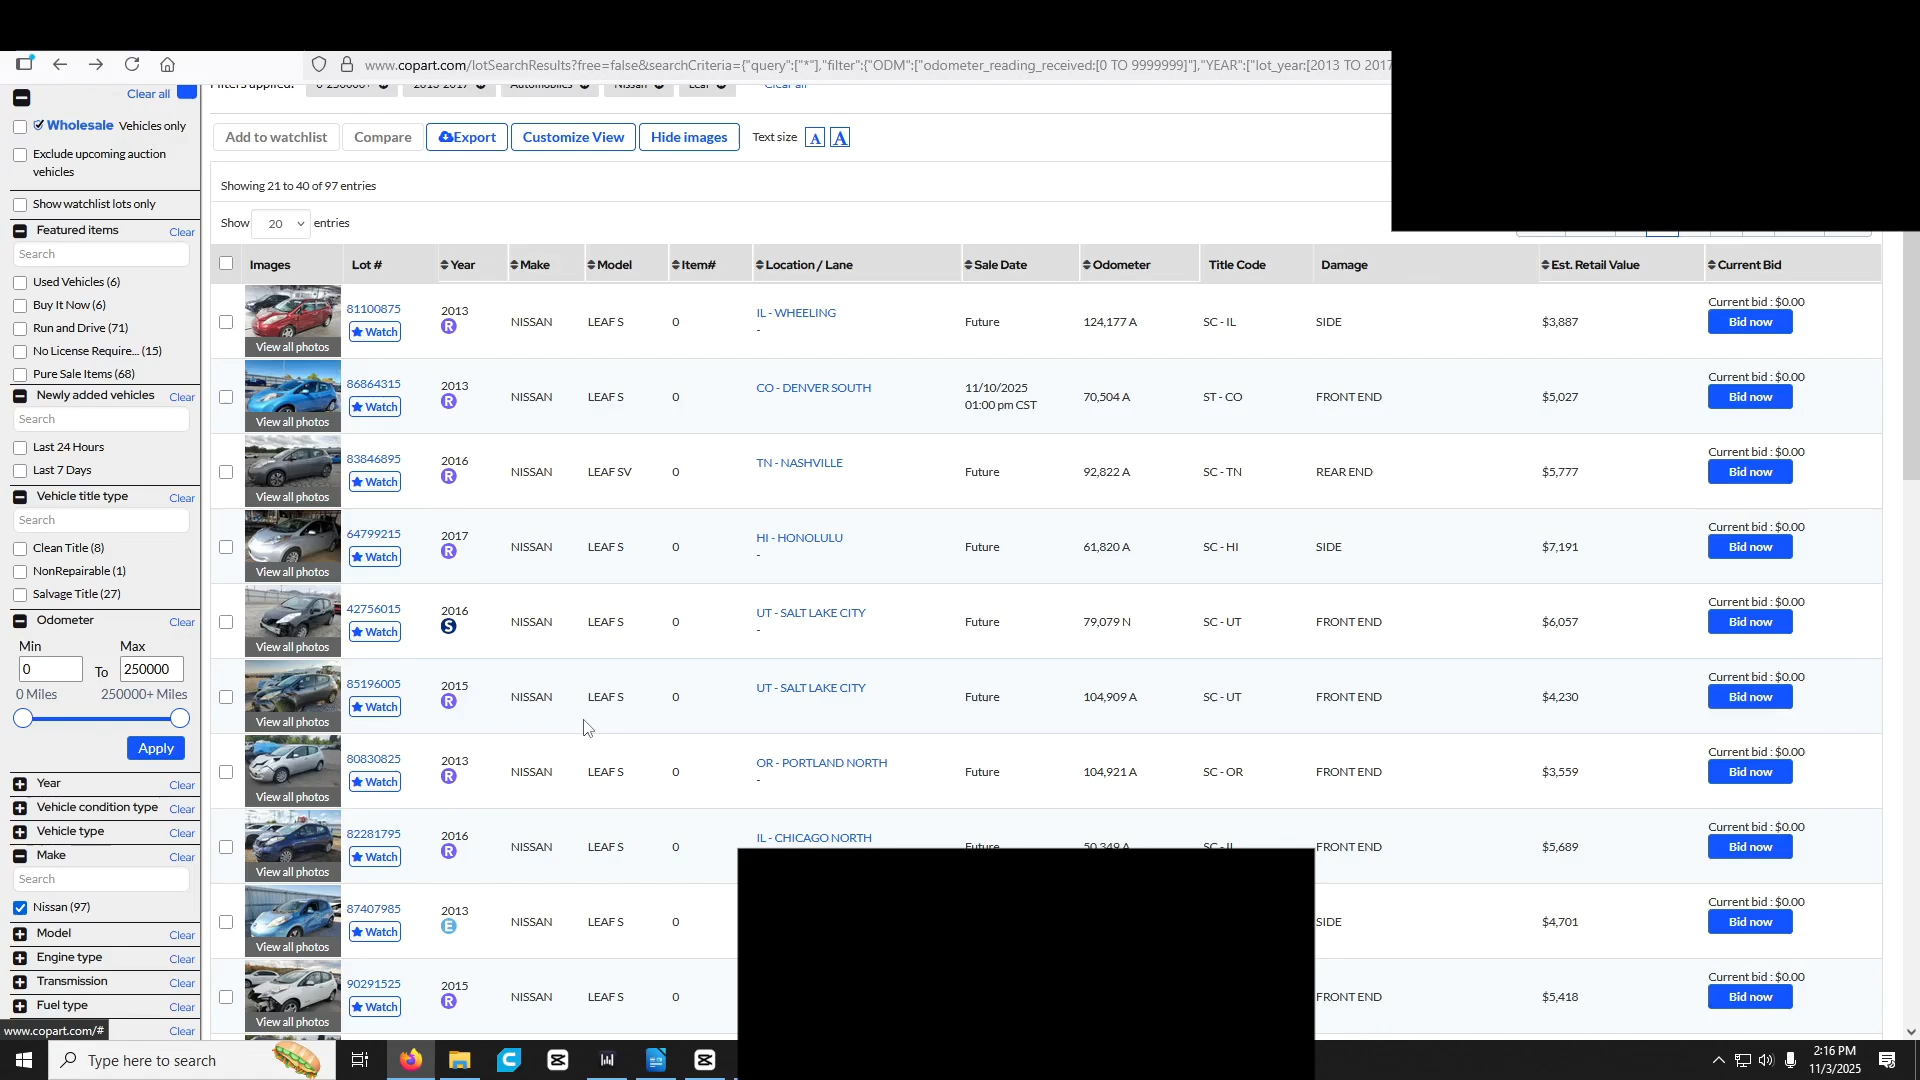 www.copart.com/lotSearchResults?free=false&searchCriteria={"query":["*"],"filter":{"ODM":["odometer_reading_received:[0 TO 9999999]"],"YEAR":["lot_year:[2013 TO 2017
Clear all
Wholesale Vehicles only
Exclude upcoming auction
vehicles
Show watchlist lots only
Featured items Clear
Search
Used Vehicles (6)
Buy It Now (6)
Run and Drive (71)
No License Require... (15)
Pure Sale Items (68)
Newly added vehicles Clear
Search
Last 24 Hours
Last 7 Days
Vehicle title type Clear
Search
Clean Title (8)
NonRepairable (1)
Salvage Title (27)
Odometer Clear
Min Max
0 To 250000
0 Miles 250000+ Miles
Apply
Year Clear
Vehicle condition type Clear
Vehicle type Clear
Make Clear
Search
Nissan (97)
Model Clear
Engine type Clear
Transmission Clear
Fuel type Clear
Clear
www.copart.com/#
Filters applied: 0-250000+ 2013-2017 Automobiles Nissan Leaf Clear all
Add to watchlist Compare Export Customize View Hide images Text size A A
Showing 21 to 40 of 97 entries
Show 20 entries
Images Lot # Year Make Model Item# Location / Lane Sale Date Odometer Title Code Damage Est. Retail Value Current Bid
View all photos 81100875 Watch 2013 R NISSAN LEAF S 0 IL - WHEELING - Future 124,177 A SC - IL SIDE $3,887 Current bid : $0.00 Bid now
View all photos 86864315 Watch 2013 R NISSAN LEAF S 0 CO - DENVER SOUTH 11/10/2025 01:00 pm CST 70,504 A ST - CO FRONT END $5,027 Current bid : $0.00 Bid now
View all photos 83846895 Watch 2016 R NISSAN LEAF SV 0 TN - NASHVILLE Future 92,822 A SC - TN REAR END $5,777 Current bid : $0.00 Bid now
View all photos 64799215 Watch 2017 R NISSAN LEAF S 0 HI - HONOLULU - Future 61,820 A SC - HI SIDE $7,191 Current bid : $0.00 Bid now
View all photos 42756015 Watch 2016 S NISSAN LEAF S 0 UT - SALT LAKE CITY - Future 79,079 N SC - UT FRONT END $6,057 Current bid : $0.00 Bid now
View all photos 85196005 Watch 2015 R NISSAN LEAF S 0 UT - SALT LAKE CITY Future 104,909 A SC - UT FRONT END $4,230 Current bid : $0.00 Bid now
View all photos 80830825 Watch 2013 R NISSAN LEAF S 0 OR - PORTLAND NORTH - Future 104,921 A SC - OR FRONT END $3,559 Current bid : $0.00 Bid now
View all photos 82281795 Watch 2016 R NISSAN LEAF S 0 IL - CHICAGO NORTH Future 50,349 A SC - IL FRONT END $5,689 Current bid : $0.00 Bid now
View all photos 87407985 Watch 2013 E NISSAN LEAF S 0 SIDE $4,701 Current bid : $0.00 Bid now
View all photos 90291525 Watch 2015 R NISSAN LEAF S 0 FRONT END $5,418 Current bid : $0.00 Bid now
Type here to search
2:16 PM
11/3/2025